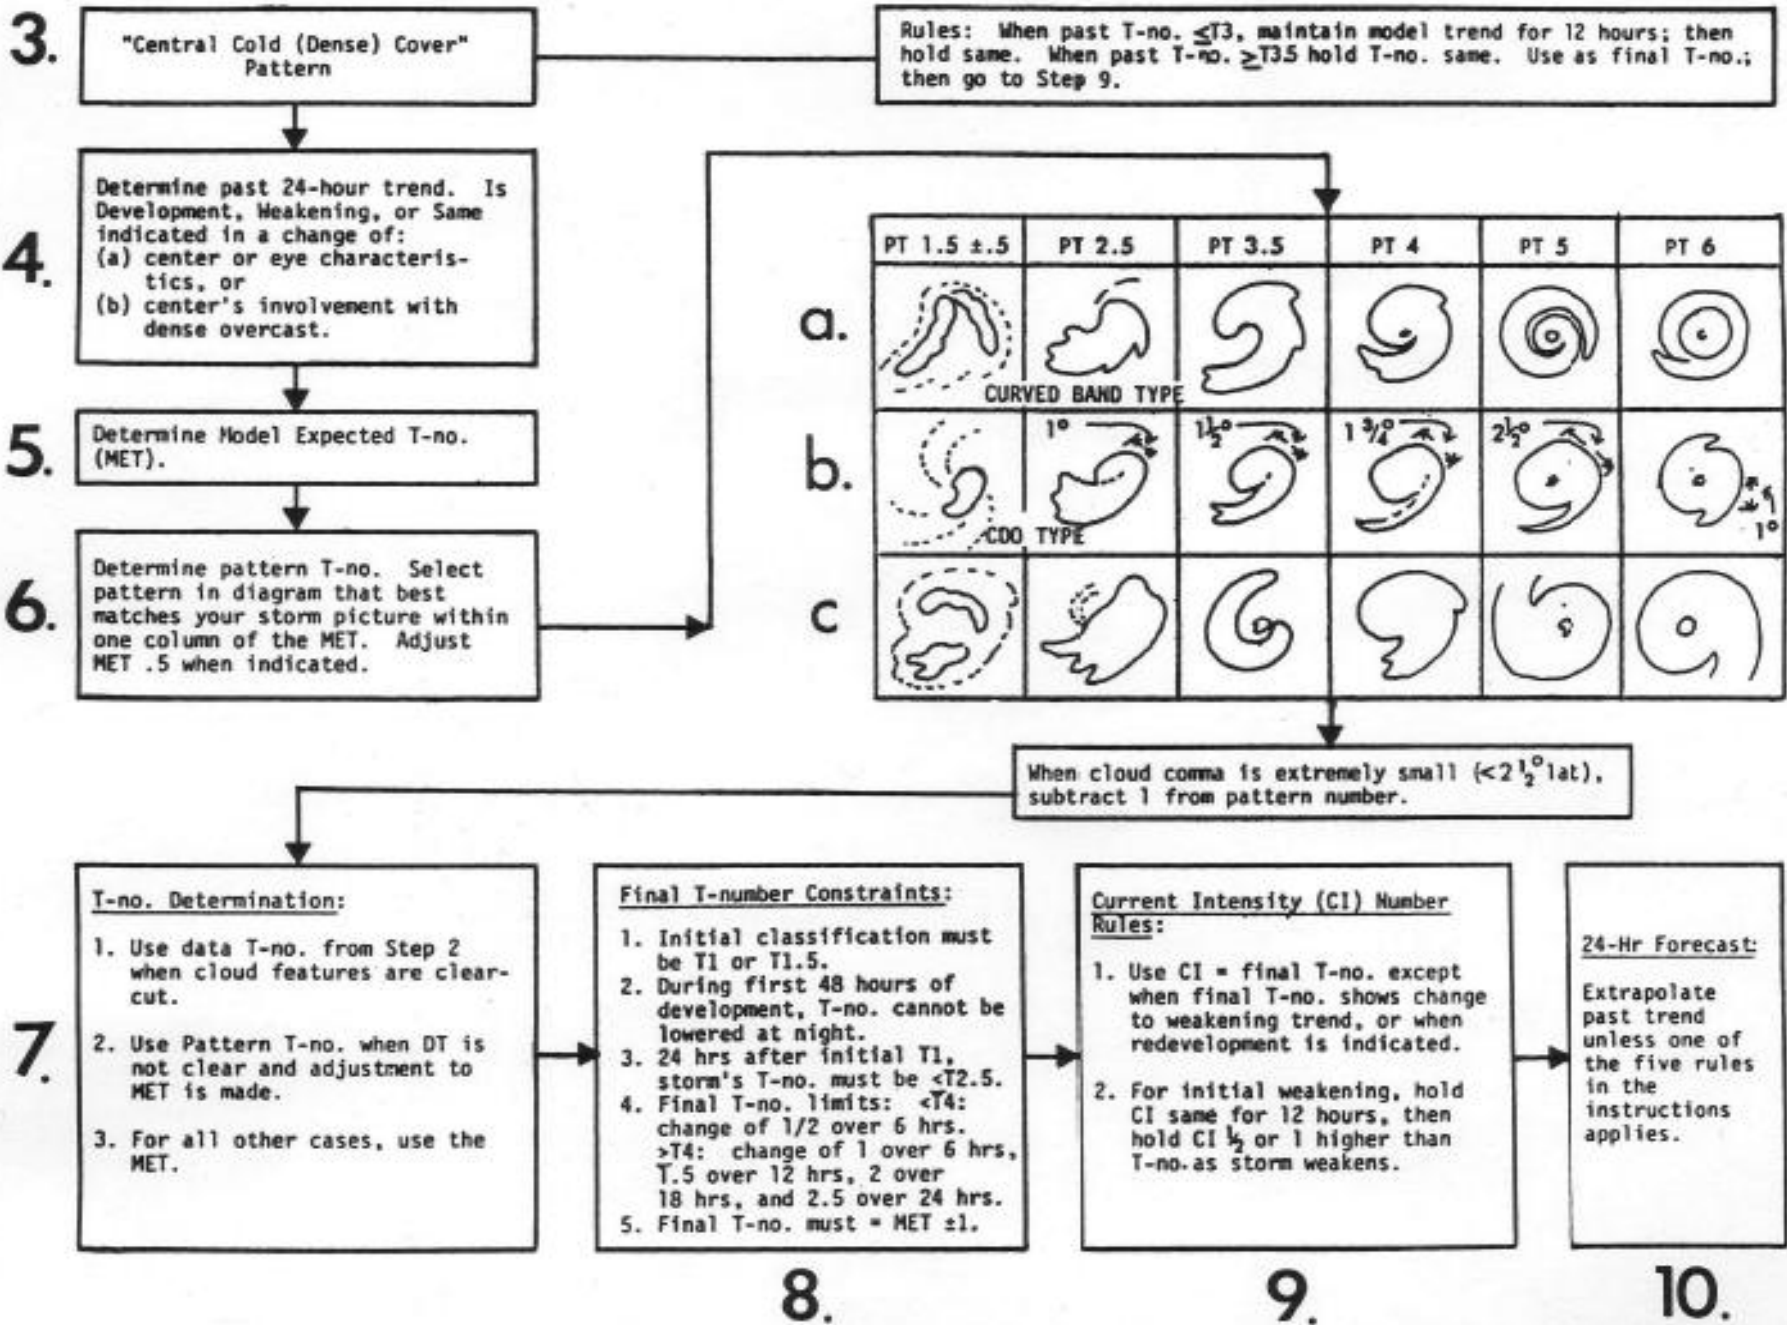 3.
"Central Cold (Dense) Cover"
Pattern
Rules: When past T-no. ≤T3, maintain model trend for 12 hours; then
hold same. When past T-no. ≥T3.5 hold T-no. same. Use as final T-no.;
then go to Step 9.
4.
Determine past 24-hour trend. Is
Development, Weakening, or Same
indicated in a change of:
(a) center or eye characteris-
tics, or
(b) center's involvement with
dense overcast.
5.
Determine Model Expected T-no.
(MET).
6.
Determine pattern T-no. Select
pattern in diagram that best
matches your storm picture within
one column of the MET. Adjust
MET .5 when indicated.
PT 1.5 ±.5 PT 2.5 PT 3.5 PT 4 PT 5 PT 6
a.
CURVED BAND TYPE
b.
1° 1½° 1 ¾° 2½° 1°
CDO TYPE
c
When cloud comma is extremely small (<2½° lat),
subtract 1 from pattern number.
7.
T-no. Determination:
1. Use data T-no. from Step 2
when cloud features are clear-
cut.
2. Use Pattern T-no. when DT is
not clear and adjustment to
MET is made.
3. For all other cases, use the
MET.
Final T-number Constraints:
1. Initial classification must
be T1 or T1.5.
2. During first 48 hours of
development, T-no. cannot be
lowered at night.
3. 24 hrs after initial T1,
storm's T-no. must be <T2.5.
4. Final T-no. limits: <T4:
change of 1/2 over 6 hrs.
>T4: change of 1 over 6 hrs,
1.5 over 12 hrs, 2 over
18 hrs, and 2.5 over 24 hrs.
5. Final T-no. must = MET ±1.
8.
Current Intensity (CI) Number
Rules:
1. Use CI = final T-no. except
when final T-no. shows change
to weakening trend, or when
redevelopment is indicated.
2. For initial weakening, hold
CI same for 12 hours, then
hold CI ½ or 1 higher than
T-no. as storm weakens.
9.
24-Hr Forecast:
Extrapolate
past trend
unless one of
the five rules
in the
instructions
applies.
10.